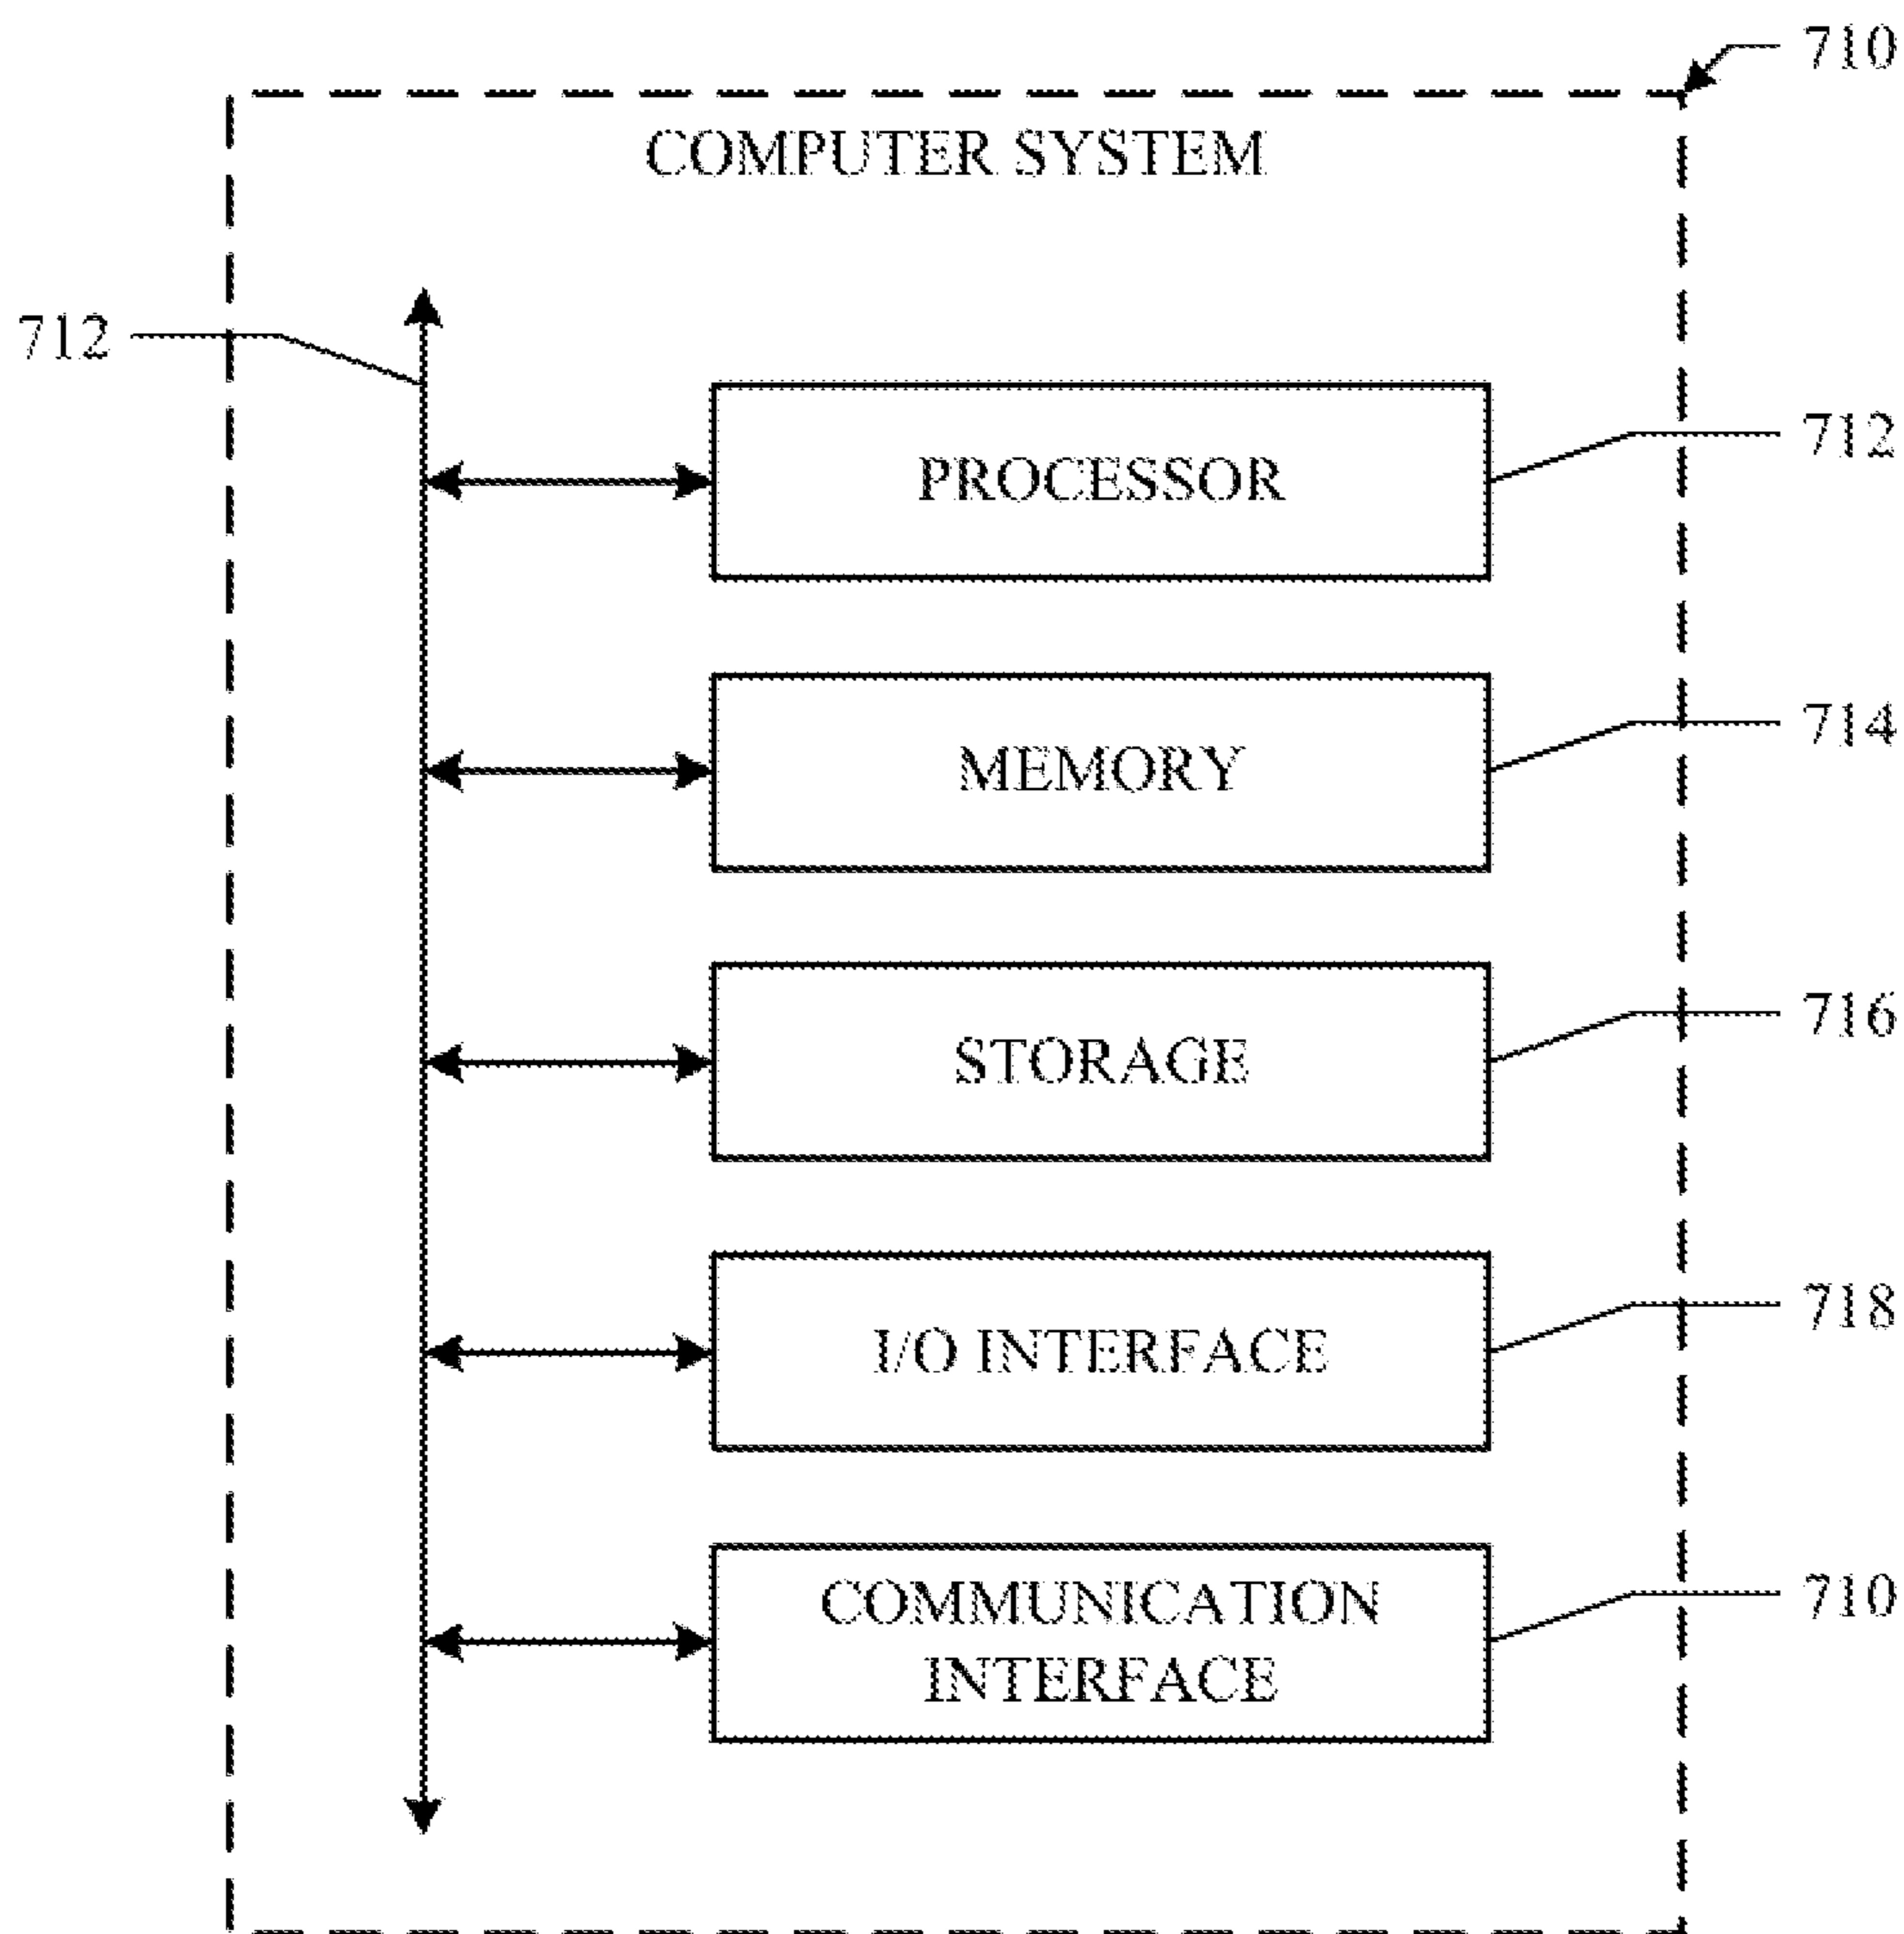 710
COMPUTER SYSTEM
712
712
PROCESSOR
714
MEMORY
716
STORAGE
718
I/O INTERFACE
710
COMMUNICATION
INTERFACE